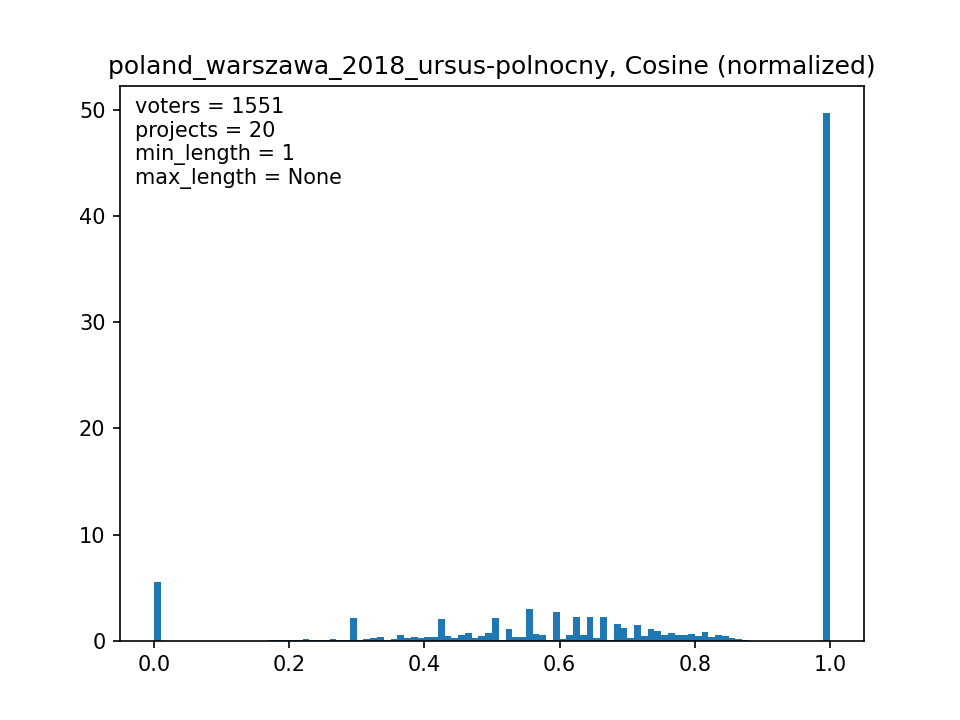 poland_warszawa_2018_ursus-polnocny, Cosine (normalized)
voters = 1551
projects = 20
min_length = 1
max_length = None
50
40
30
20
10
0
0.0 0.2 0.4 0.6 0.8 1.0